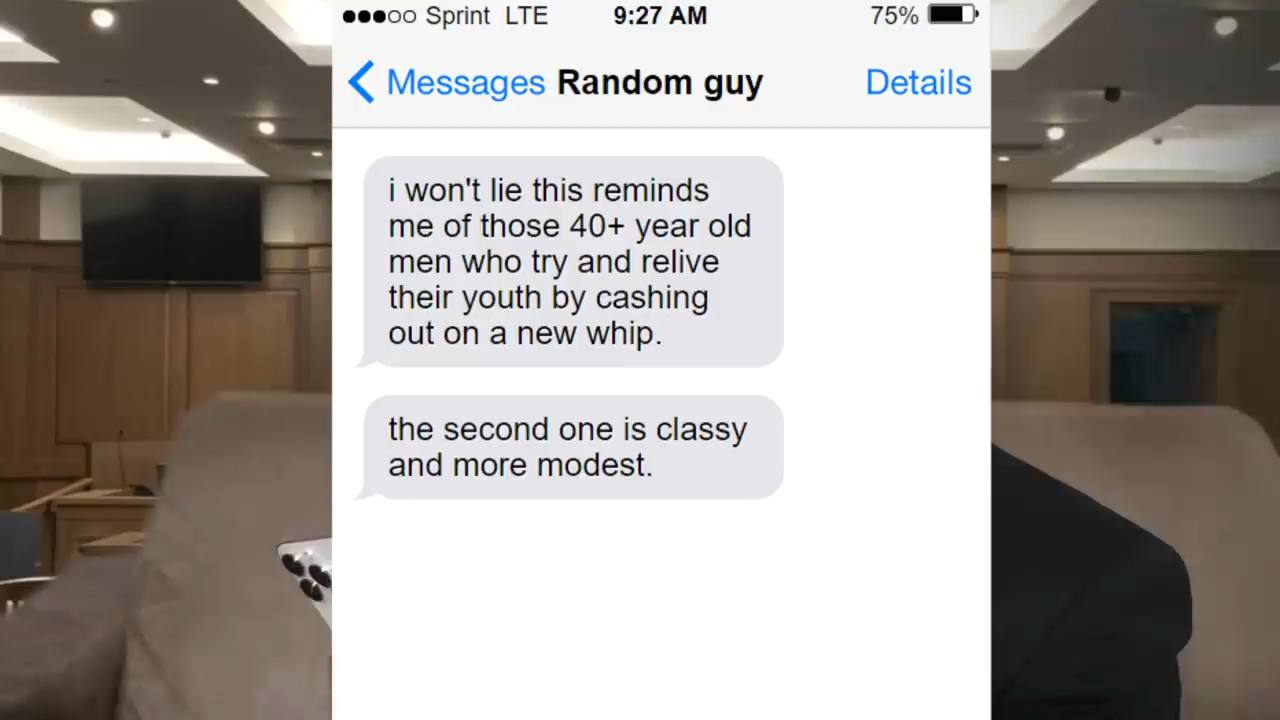 Sprint LTE 9:27 AM 75%
Messages Random guy Details
i won't lie this reminds
me of those 40+ year old
men who try and relive
their youth by cashing
out on a new whip.
the second one is classy
and more modest.